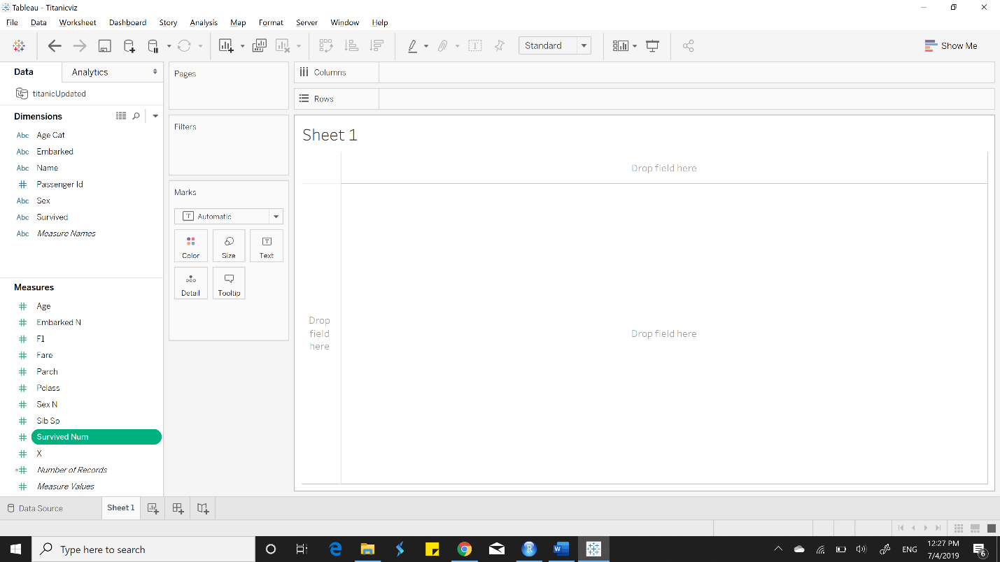 Tableau - Titanicviz
File Data Worksheet Dashboard Story Analysis Map Format Server Window Help
Standard
Show Me
Data Analytics
titanicUpdated
Dimensions
Abc Age Cat
Abc Embarked
Abc Name
# Passenger Id
Abc Sex
Abc Survived
Abc Measure Names
Measures
# Age
# Embarked N
# F1
# Fare
# Parch
# Pclass
# Sex N
# Sib Sp
# Survived Num
# X
=# Number of Records
# Measure Values
Pages
Filters
Marks
T Automatic
Color Size Text
Detail Tooltip
Columns
Rows
Sheet 1
Drop field here
Drop
field
here
Drop field here
Data Source Sheet 1
Type here to search
ENG
12:27 PM
7/4/2019
6